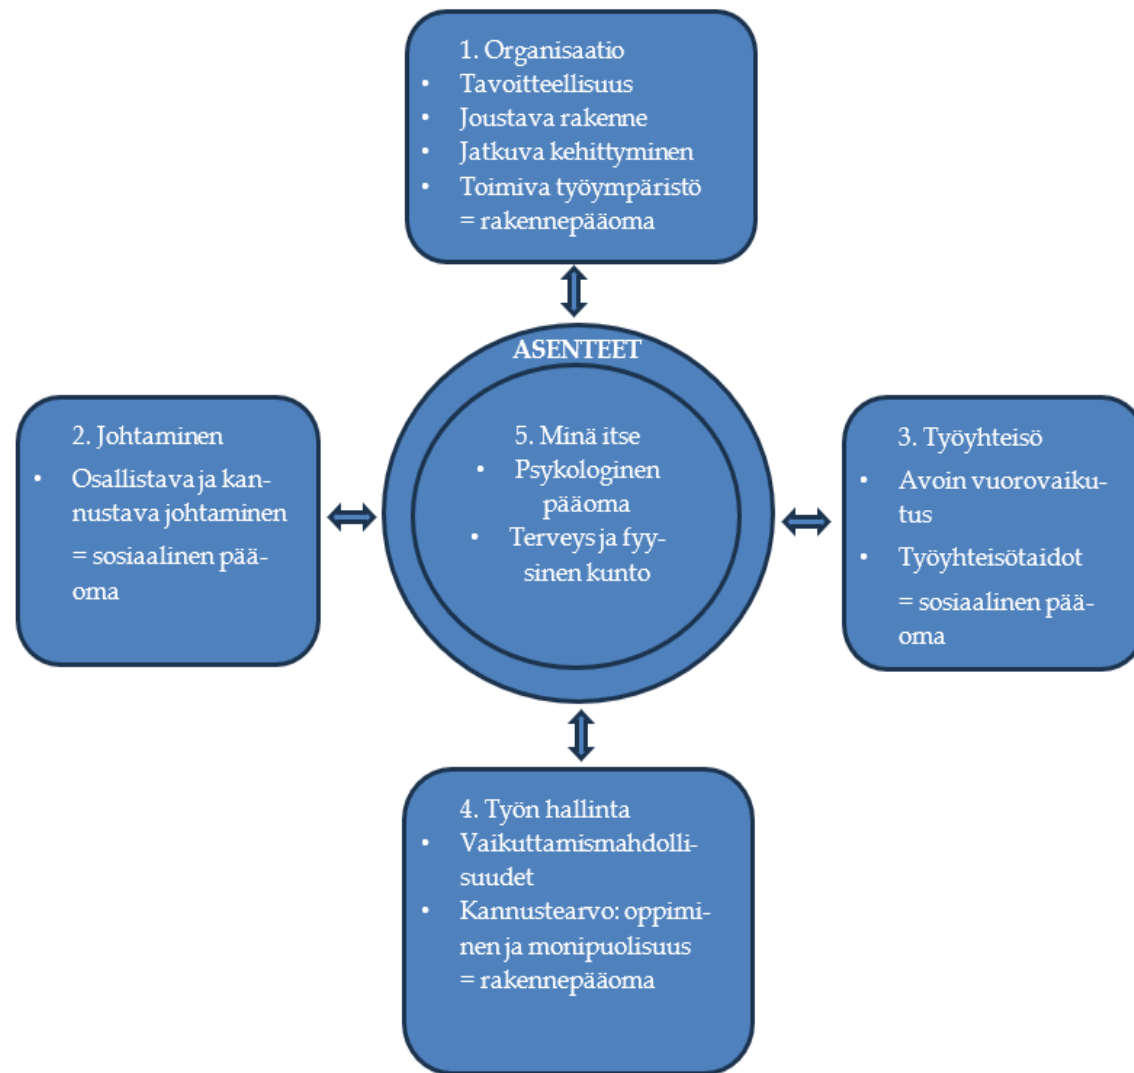 1. Organisaatio
• Tavoitteellisuus
• Joustava rakenne
• Jatkuva kehittyminen
• Toimiva työympäristö
= rakennepääoma
ASENTEET
2. Johtaminen
• Osallistava ja kan-
nustava johtaminen
= sosiaalinen pää-
oma
5. Minä itse
• Psykologinen
pääoma
• Terveys ja fyy-
sinen kunto
3. Työyhteisö
• Avoin vuorovaiku-
tus
• Työyhteisötaidot
= sosiaalinen pää-
oma
4. Työn hallinta
• Vaikuttamismahdolli-
suudet
• Kannustearvo: oppimi-
nen ja monipuolisuus
= rakennepääoma